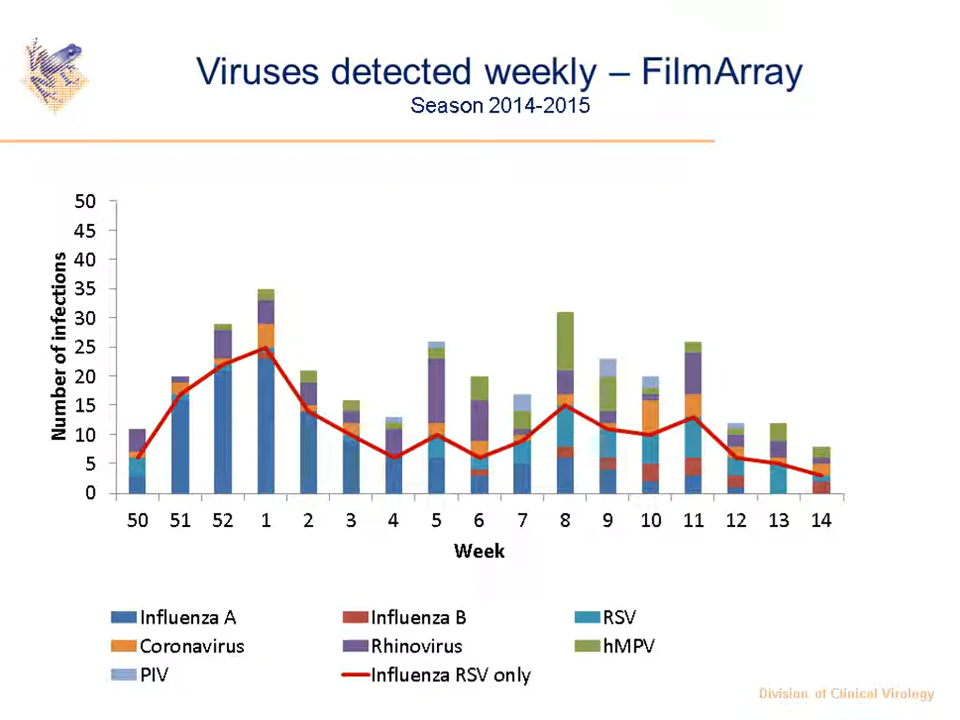 Viruses detected weekly – FilmArray
Season 2014-2015
50
45
40
35
30
25
20
15
10
5
0
Number of infections
50 51 52 1 2 3 4 5 6 7 8 9 10 11 12 13 14
Week
Influenza A Influenza B RSV
Coronavirus Rhinovirus hMPV
PIV Influenza RSV only
Division of Clinical Virology